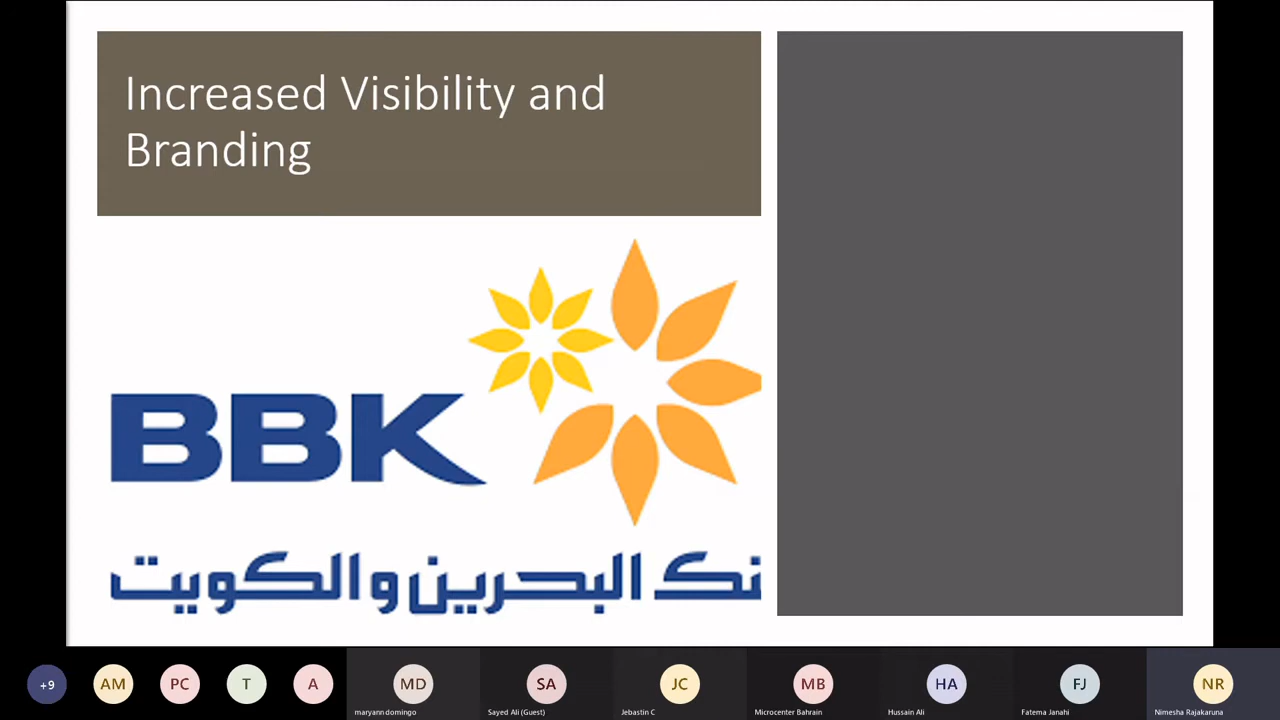 Increased Visibility and
Branding
BBK
نك البحرين والكويت
+9
AM
PC
T
A
MD
SA
JC
MB
HA
FJ
NR
maryann domingo
Sayed Ali (Guest)
Jebastin C
Microcenter Bahrain
Hussain Ali
Fatema Janahi
Nimesha Rajakaruna